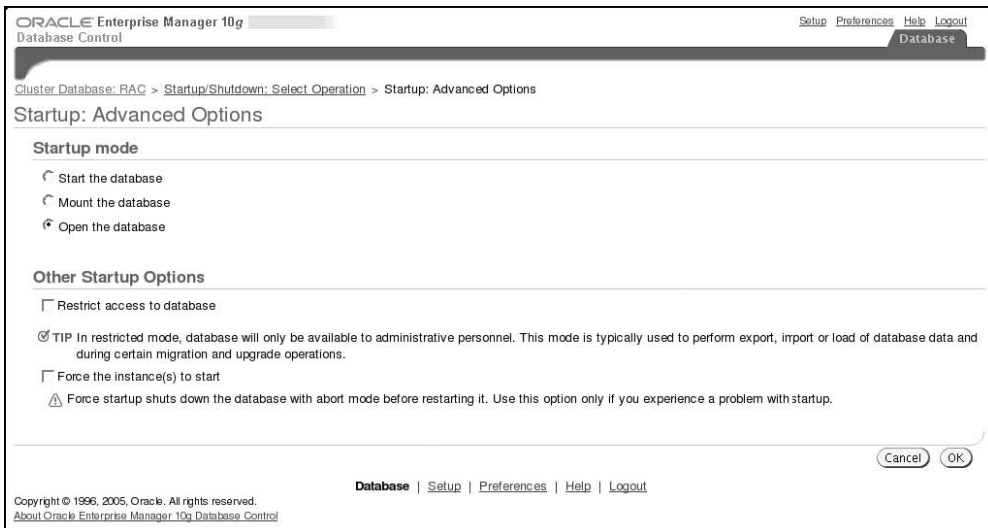 ORACLE Enterprise Manager 10g
Database Control
Setup Preferences Help Logout
Database
Cluster Database: RAC > Startup/Shutdown: Select Operation > Startup: Advanced Options
Startup: Advanced Options
Startup mode
Start the database
Mount the database
Open the database
Other Startup Options
Restrict access to database
TIP In restricted mode, database will only be available to administrative personnel. This mode is typically used to perform export, import or load of database data and
during certain migration and upgrade operations.
Force the instance(s) to start
Force startup shuts down the database with abort mode before restarting it. Use this option only if you experience a problem with startup.
Cancel OK
Database | Setup | Preferences | Help | Logout
Copyright © 1996, 2005, Oracle. All rights reserved.
About Oracle Enterprise Manager 10g Database Control